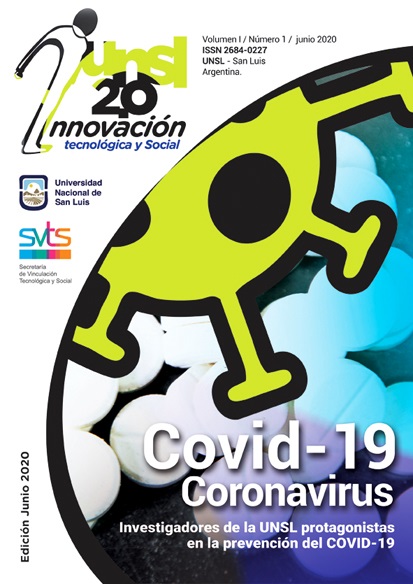 Volumen I / Número 1 / junio 2020
ISSN 2684-0227
UNSL - San Luis
Argentina.
unsl
2.0
Innovación
tecnológica y Social
Universidad
Nacional de
San Luis
svts
Secretaría
de Vinculación
Tecnológica y Social
Covid-19
Coronavirus
Investigadores de la UNSL protagonistas
en la prevención del COVID-19
Edición Junio 2020